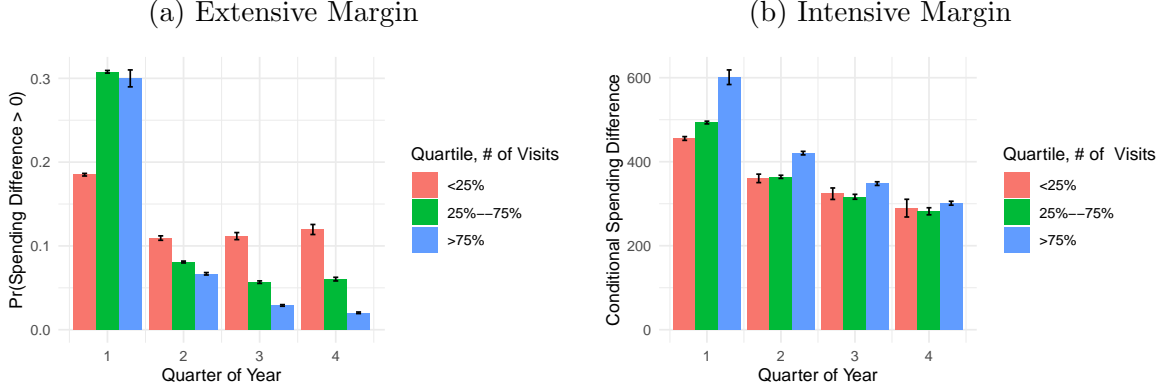 (a) Extensive Margin
Pr(Spending Difference > 0)
0.3
0.2
0.1
0.0
1 2 3 4
Quarter of Year
Quartile, # of Visits
<25%
25%--75%
>75%
(b) Intensive Margin
Conditional Spending Difference
600
400
200
0
1 2 3 4
Quarter of Year
Quartile, # of  Visits
<25%
25%--75%
>75%